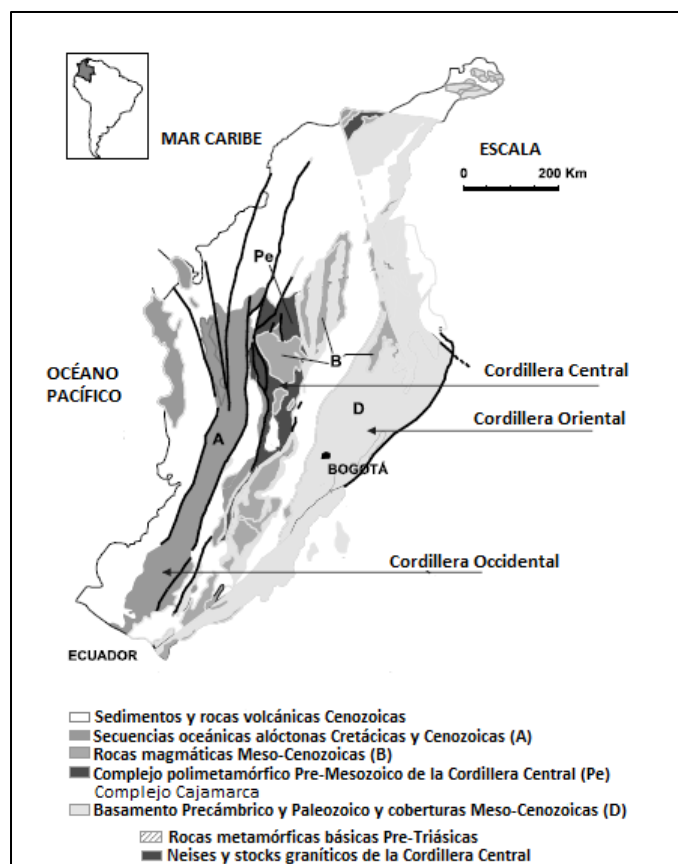 MAR CARIBE
ESCALA
0 200 Km
Pe
OCÉANO
PACÍFICO
B
Cordillera Central
D
Cordillera Oriental
A
BOGOTÁ
Cordillera Occidental
ECUADOR
Sedimentos y rocas volcánicas Cenozoicas
Secuencias oceánicas alóctonas Cretácicas y Cenozoicas (A)
Rocas magmáticas Meso-Cenozoicas (B)
Complejo polimetamórfico Pre-Mesozoico de la Cordillera Central (Pe)
Complejo Cajamarca
Basamento Precámbrico y Paleozoico y coberturas Meso-Cenozoicas (D)
Rocas metamórficas básicas Pre-Triásicas
Neises y stocks graníticos de la Cordillera Central